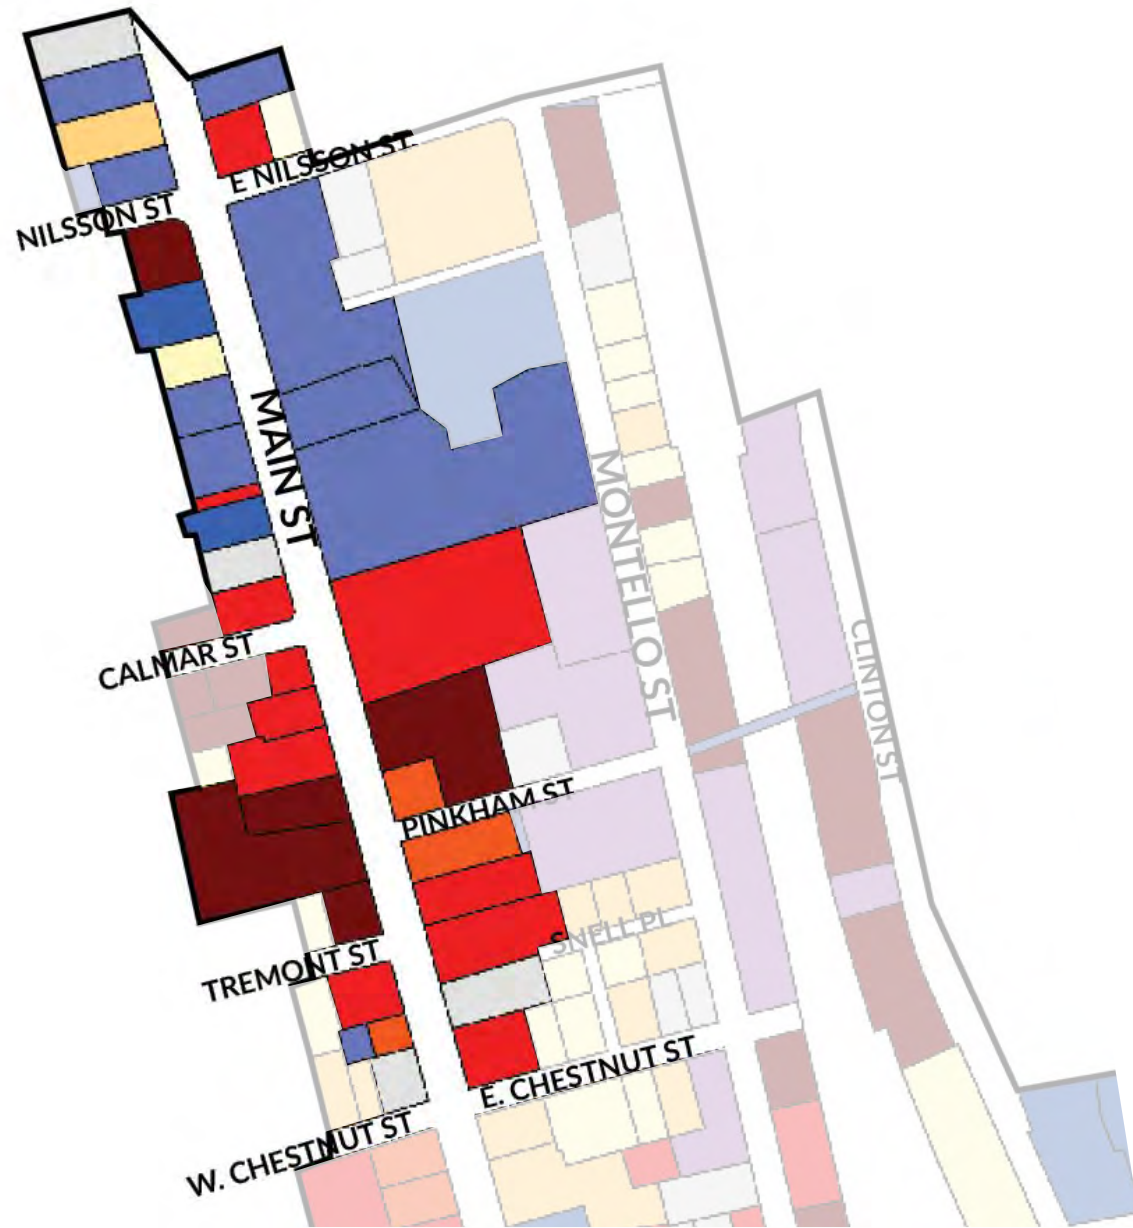 E NILSSON ST.
NILSSON ST
MAIN ST
MONTELLO ST
CALMAR ST
CLINTON ST
PINKHAM ST
SNELL PL
TREMONT ST
E. CHESTNUT ST
W. CHESTNUT ST